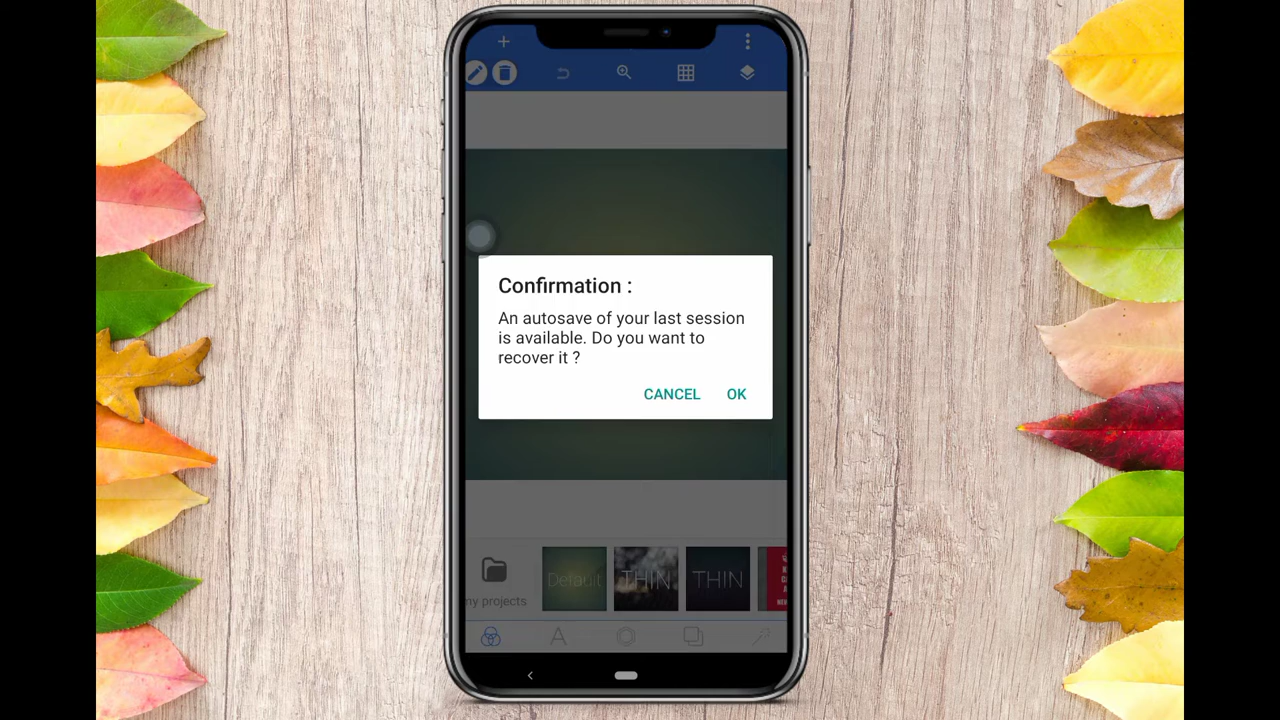 Confirmation :
An autosave of your last session
is available. Do you want to
recover it ?
CANCEL OK
Default
THIN
THIN
my projects